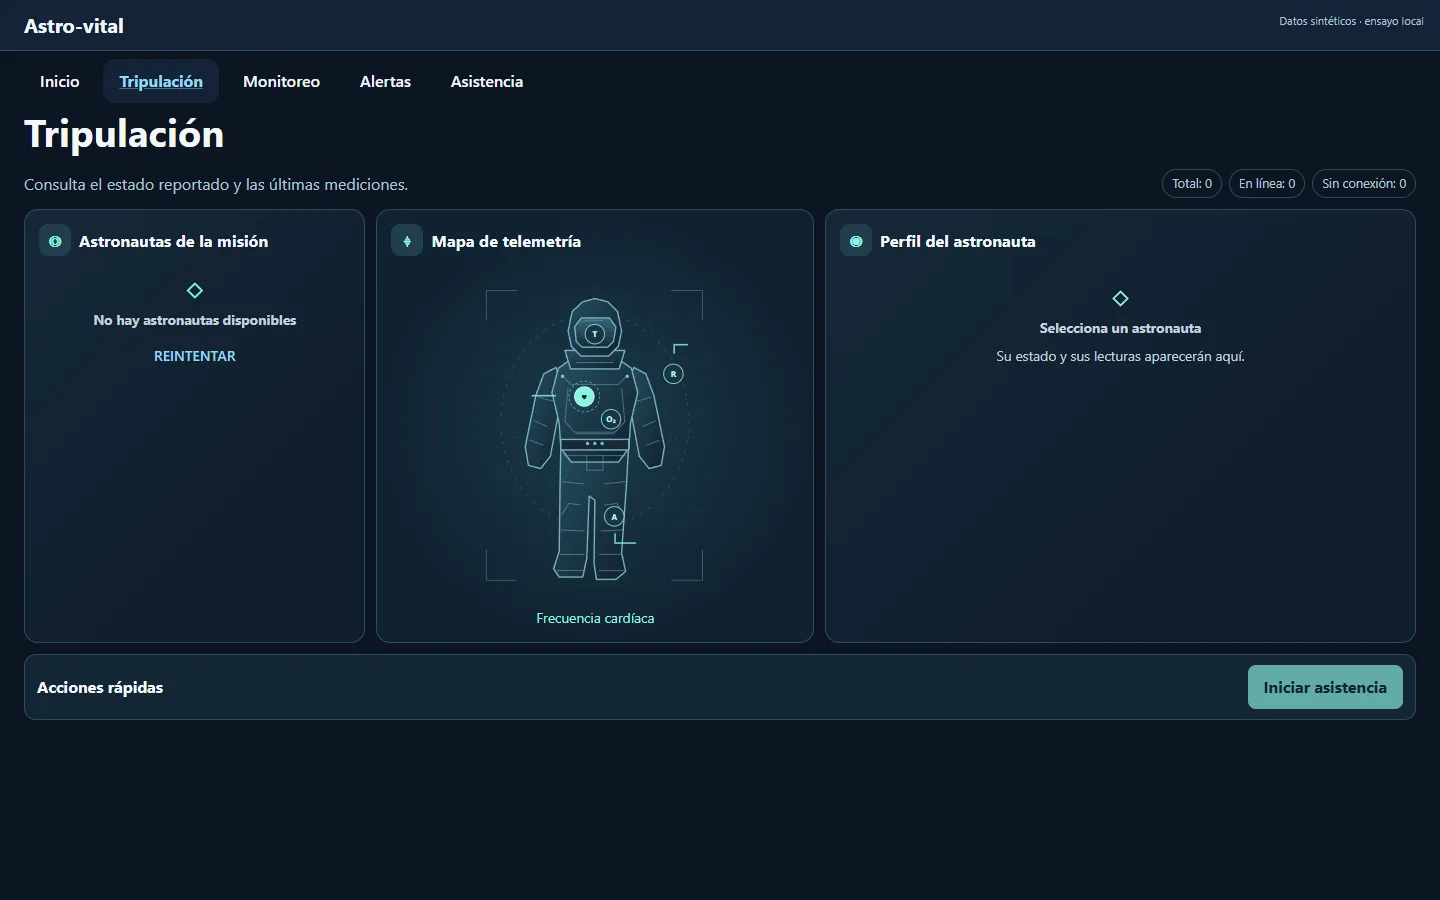 Astro-vital
Datos sintéticos · ensayo local
Inicio
Tripulación
Monitoreo
Alertas
Asistencia
Tripulación
Consulta el estado reportado y las últimas mediciones.
Total: 0
En línea: 0
Sin conexión: 0
Astronautas de la misión
No hay astronautas disponibles
REINTENTAR
Mapa de telemetría
T
R
O₂
A
Frecuencia cardíaca
Perfil del astronauta
Selecciona un astronauta
Su estado y sus lecturas aparecerán aquí.
Acciones rápidas
Iniciar asistencia